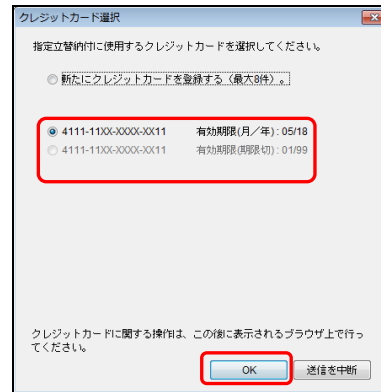 クレジットカード選択
指定立替納付に使用するクレジットカードを選択してください。
新たにクレジットカードを登録する(最大8件)。
4111-11XX-XXXX-XX11 有効期限(月/年):05/18
4111-11XX-XXXX-XX11 有効期限(期限切):01/99
クレジットカードに関する操作は、この後に表示されるブラウザ上で行っ
てください。
OK 送信を中断